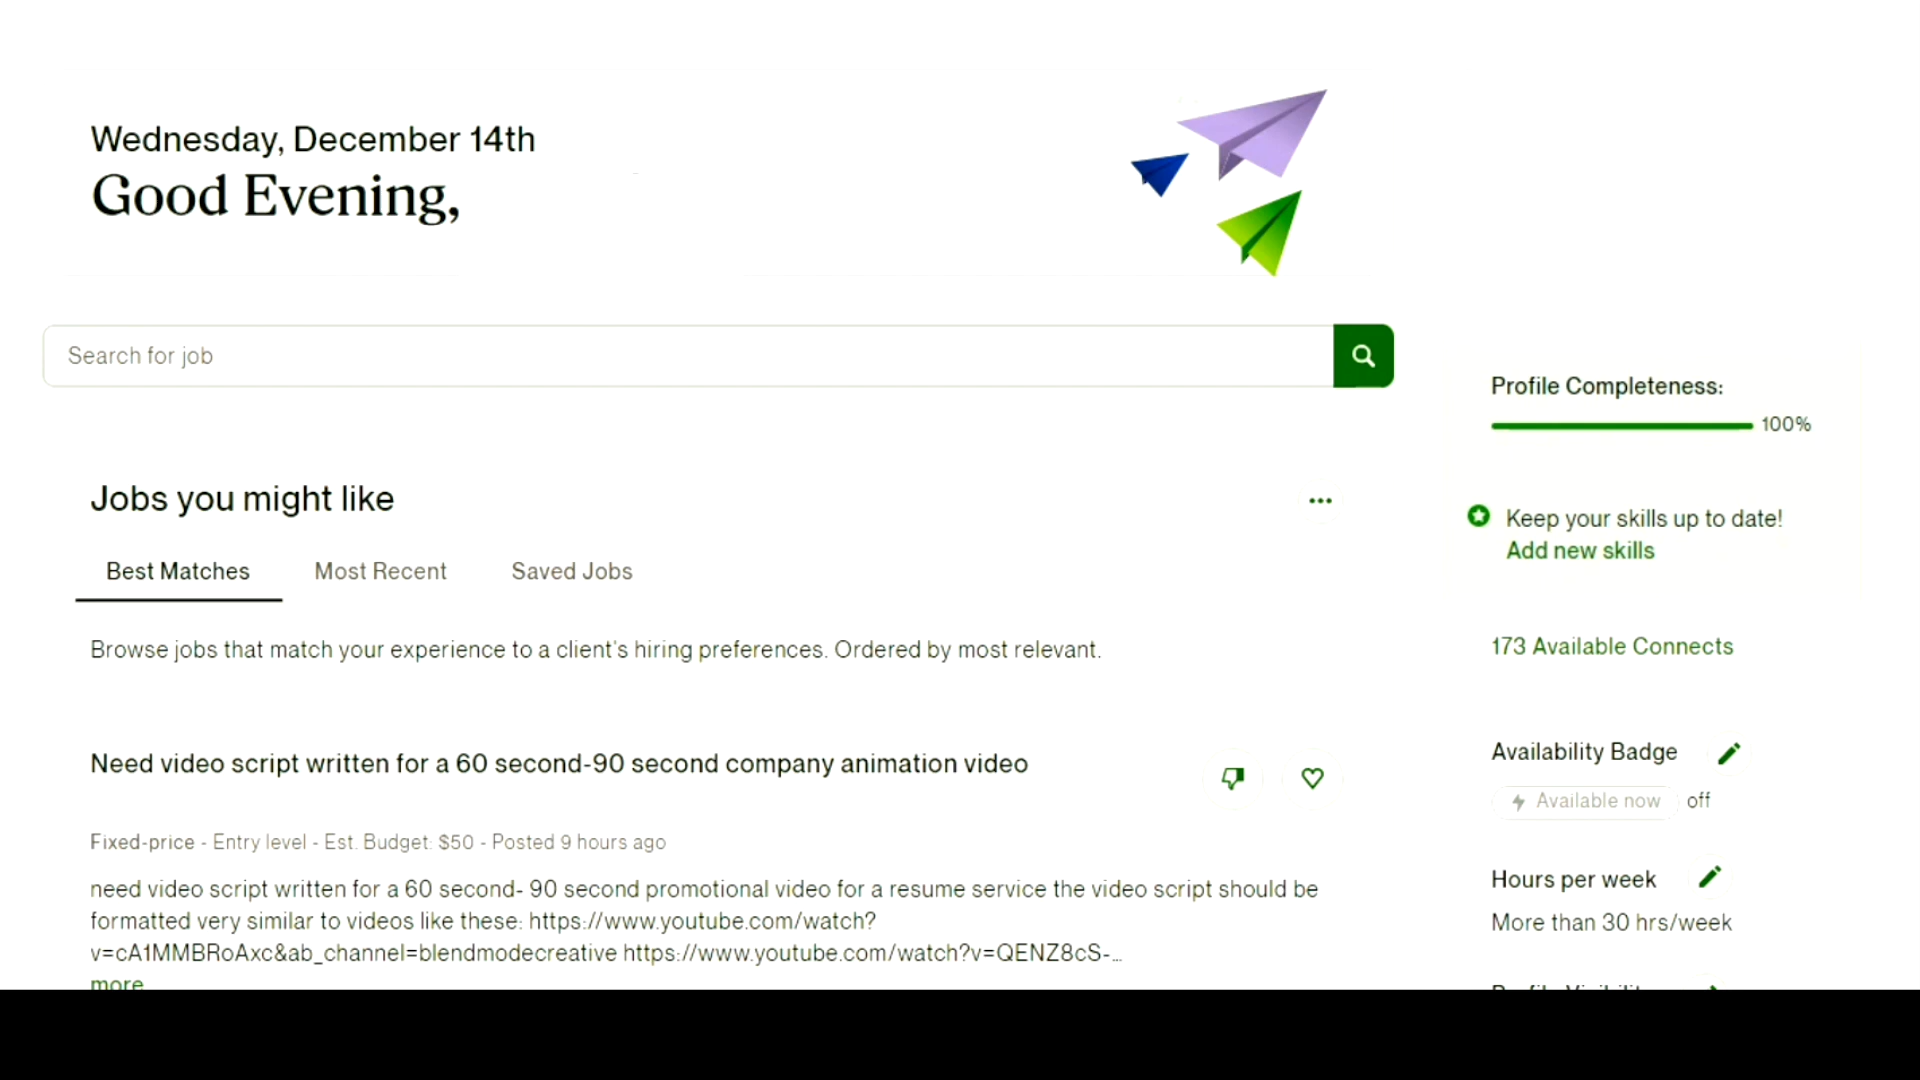 Wednesday, December 14th
Good Evening,
Search for job
Profile Completeness:
100%
Jobs you might like
Keep your skills up to date!
Add new skills
Best Matches Most Recent Saved Jobs
Browse jobs that match your experience to a client's hiring preferences. Ordered by most relevant.
173 Available Connects
Need video script written for a 60 second-90 second company animation video
Availability Badge
Available now off
Fixed-price - Entry level - Est. Budget: $50 - Posted 9 hours ago
need video script written for a 60 second- 90 second promotional video for a resume service the video script should be
formatted very similar to videos like these: https://www.youtube.com/watch?
v=cA1MMBRoAxc&ab_channel=blendmodecreative https://www.youtube.com/watch?v=QENZ8cS-…
more
Hours per week
More than 30 hrs/week